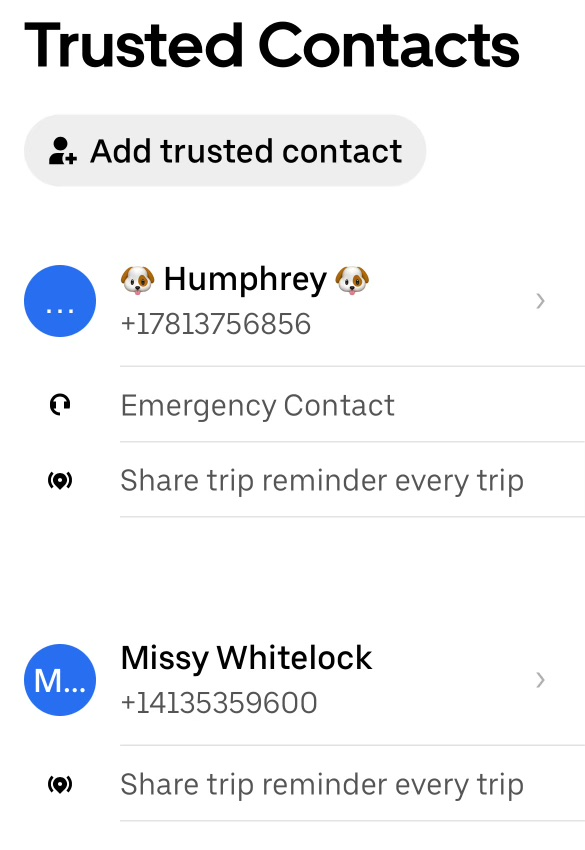 Trusted Contacts
Add trusted contact
🐶 Humphrey 🐶
...
+17813756856
Emergency Contact
Share trip reminder every trip
Missy Whitelock
M...
+14135359600
Share trip reminder every trip